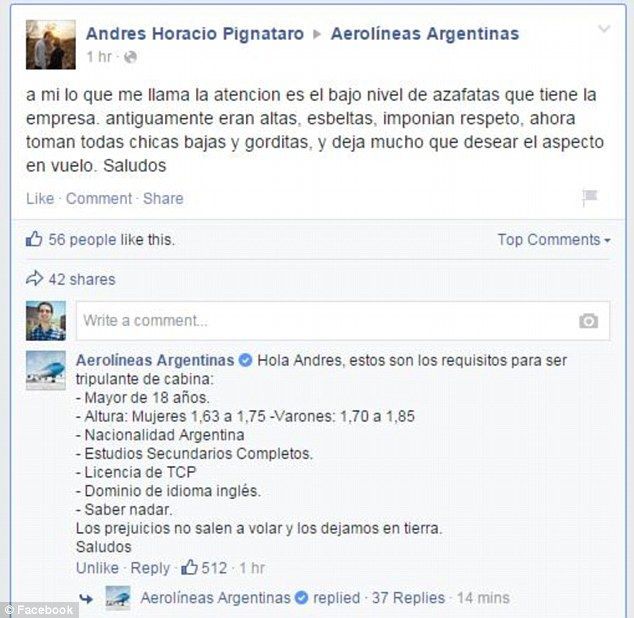 Andres Horacio Pignataro ▸ Aerolíneas Argentinas
1 hr ·
a mi lo que me llama la atencion es el bajo nivel de azafatas que tiene la
empresa. antiguamente eran altas, esbeltas, imponian respeto, ahora
toman todas chicas bajas y gorditas, y deja mucho que desear el aspecto
en vuelo. Saludos
Like · Comment · Share
56 people like this.
Top Comments
42 shares
Write a comment...
Aerolíneas Argentinas Hola Andres, estos son los requisitos para ser
tripulante de cabina:
- Mayor de 18 años.
- Altura: Mujeres 1,63 a 1,75 -Varones: 1,70 a 1,85
- Nacionalidad Argentina
- Estudios Secundarios Completos.
- Licencia de TCP
- Dominio de idioma inglés.
- Saber nadar.
Los prejuicios no salen a volar y los dejamos en tierra.
Saludos
Unlike · Reply · 512 · 1 hr
Aerolíneas Argentinas replied · 37 Replies · 14 mins
© Facebook